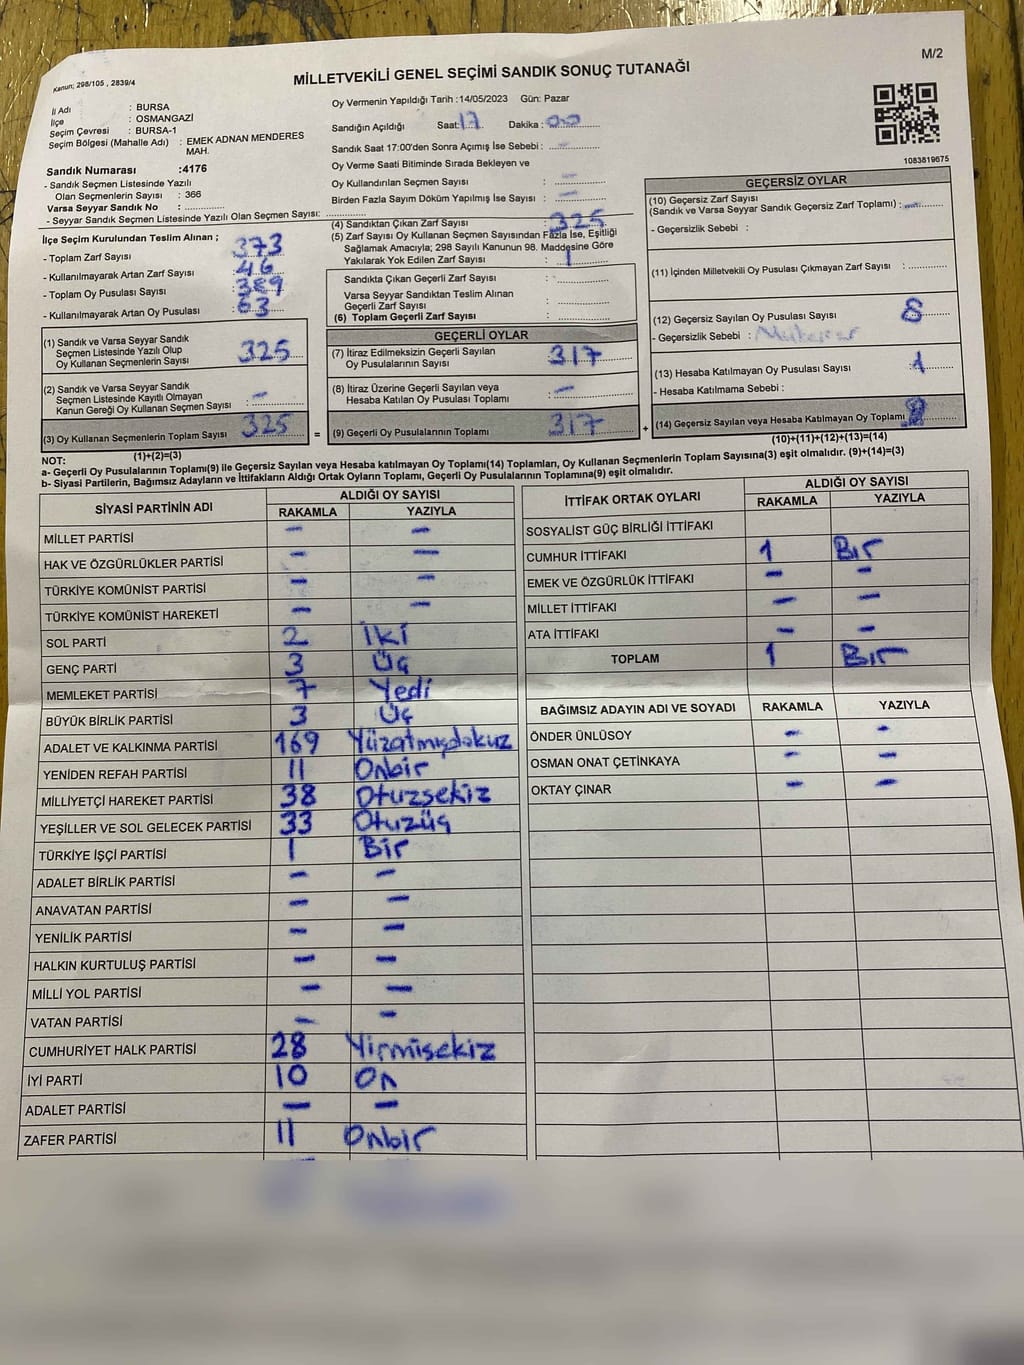 M/2
Kanun; 298/105 , 2839/4
MİLLETVEKİLİ GENEL SEÇİMİ SANDIK SONUÇ TUTANAĞI
İl Adı : BURSA
İlçe : OSMANGAZİ
Seçim Çevresi : BURSA-1
Seçim Bölgesi (Mahalle Adı) : EMEK ADNAN MENDERES MAH.
Sandık Numarası :4176
- Sandık Seçmen Listesinde Yazılı
Olan Seçmenlerin Sayısı : 366
Varsa Seyyar Sandık No :
- Seyyar Sandık Seçmen Listesinde Yazılı Olan Seçmen Sayısı:
Oy Vermenin Yapıldığı Tarih :14/05/2023 Gün: Pazar
Sandığın Açıldığı Saat: 17 Dakika : 00
Sandık Saat 17:00'den Sonra Açımış İse Sebebi : -
Oy Verme Saati Bitiminde Sırada Bekleyen ve
Oy Kullandırılan Seçmen Sayısı : -
Birden Fazla Sayım Döküm Yapılmış İse Sayısı : -
1083819675
İlçe Seçim Kurulundan Teslim Alınan ;
- Toplam Zarf Sayısı : 373
- Kullanılmayarak Artan Zarf Sayısı : 46
- Toplam Oy Pusulası Sayısı : 389
- Kullanılmayarak Artan Oy Pusulası : 63
(4) Sandıktan Çıkan Zarf Sayısı : 325
(5) Zarf Sayısı Oy Kullanan Seçmen Sayısından Fazla İse, Eşitliği
Sağlamak Amacıyla; 298 Sayılı Kanunun 98. Maddesine Göre
Yakılarak Yok Edilen Zarf Sayısı : 1
Sandıkta Çıkan Geçerli Zarf Sayısı :
Varsa Seyyar Sandıktan Teslim Alınan
Geçerli Zarf Sayısı :
(6) Toplam Geçerli Zarf Sayısı :
GEÇERSİZ OYLAR
(10) Geçersiz Zarf Sayısı
(Sandık ve Varsa Seyyar Sandık Geçersiz Zarf Toplamı) : -
- Geçersizlik Sebebi :
(11) İçinden Milletvekili Oy Pusulası Çıkmayan Zarf Sayısı :
(12) Geçersiz Sayılan Oy Pusulası Sayısı : 8
- Geçersizlik Sebebi :
(13) Hesaba Katılmayan Oy Pusulası Sayısı : 1
- Hesaba Katılmama Sebebi :
(14) Geçersiz Sayılan veya Hesaba Katılmayan Oy Toplamı
(10)+(11)+(12)+(13)=(14)
(1) Sandık ve Varsa Seyyar Sandık
Seçmen Listesinde Yazılı Olup
Oy Kullanan Seçmenlerin Sayısı : 325
(2) Sandık ve Varsa Seyyar Sandık
Seçmen Listesinde Kayıtlı Olmayan
Kanun Gereği Oy Kullanan Seçmen Sayısı : -
(3) Oy Kullanan Seçmenlerin Toplam Sayısı : 325
(1)+(2)=(3)
=
GEÇERLİ OYLAR
(7) İtiraz Edilmeksizin Geçerli Sayılan
Oy Pusulalarının Sayısı : 317
(8) İtiraz Üzerine Geçerli Sayılan veya
Hesaba Katılan Oy Pusulası Toplamı : -
(9) Geçerli Oy Pusulalarının Toplamı : 317
+
NOT:
a- Geçerli Oy Pusulalarının Toplamı(9) ile Geçersiz Sayılan veya Hesaba katılmayan Oy Toplamı(14) Toplamları, Oy Kullanan Seçmenlerin Toplam Sayısına(3) eşit olmalıdır. (9)+(14)=(3)
b- Siyasi Partilerin, Bağımsız Adayların ve İttifakların Aldığı Ortak Oyların Toplamı, Geçerli Oy Pusulalarının Toplamına(9) eşit olmalıdır.
SİYASİ PARTİNİN ADI ALDIĞI OY SAYISI
RAKAMLA YAZIYLA
MİLLET PARTİSİ - -
HAK VE ÖZGÜRLÜKLER PARTİSİ - -
TÜRKİYE KOMÜNİST PARTİSİ - -
TÜRKİYE KOMÜNİST HAREKETİ - -
SOL PARTİ 2 İki
GENÇ PARTİ 3 Üç
MEMLEKET PARTİSİ 7 Yedi
BÜYÜK BİRLİK PARTİSİ 3 Üç
ADALET VE KALKINMA PARTİSİ 169 Yüzatmışdokuz
YENİDEN REFAH PARTİSİ 11 Onbir
MİLLİYETÇİ HAREKET PARTİSİ 38 Otuzsekiz
YEŞİLLER VE SOL GELECEK PARTİSİ 33 Otuzüç
TÜRKİYE İŞÇİ PARTİSİ 1 Bir
ADALET BİRLİK PARTİSİ - -
ANAVATAN PARTİSİ - -
YENİLİK PARTİSİ - -
HALKIN KURTULUŞ PARTİSİ - -
MİLLİ YOL PARTİSİ - -
VATAN PARTİSİ - -
CUMHURİYET HALK PARTİSİ 28 Yirmisekiz
İYİ PARTİ 10 On
ADALET PARTİSİ - -
ZAFER PARTİSİ 11 Onbir
İTTİFAK ORTAK OYLARI ALDIĞI OY SAYISI
RAKAMLA YAZIYLA
SOSYALİST GÜÇ BİRLİĞİ İTTİFAKI
CUMHUR İTTİFAKI 1 Bir
EMEK VE ÖZGÜRLÜK İTTİFAKI - -
MİLLET İTTİFAKI - -
ATA İTTİFAKI - -
TOPLAM 1 Bir
BAĞIMSIZ ADAYIN ADI VE SOYADI RAKAMLA YAZIYLA
ÖNDER ÜNLÜSOY - -
OSMAN ONAT ÇETİNKAYA - -
OKTAY ÇINAR - -